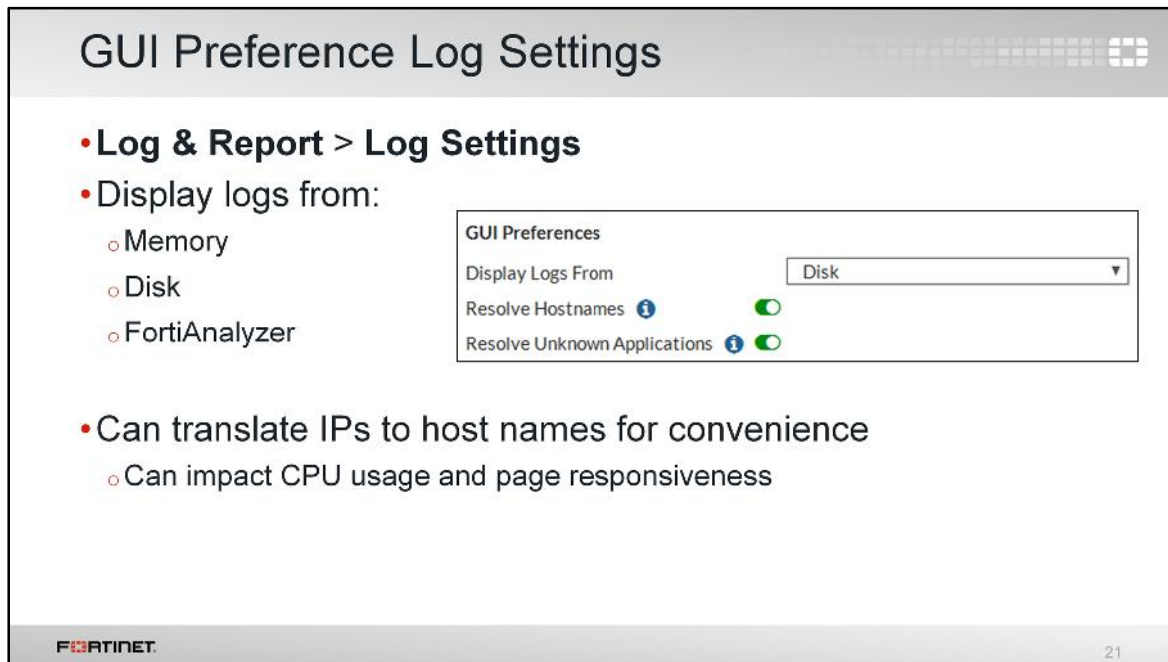 GUI Preference Log Settings
•Log & Report > Log Settings
•Display logs from:
○Memory
○Disk
○FortiAnalyzer
GUI Preferences
Display Logs From Disk
Resolve Hostnames
Resolve Unknown Applications
•Can translate IPs to host names for convenience
○Can impact CPU usage and page responsiveness
FORTINET.
21